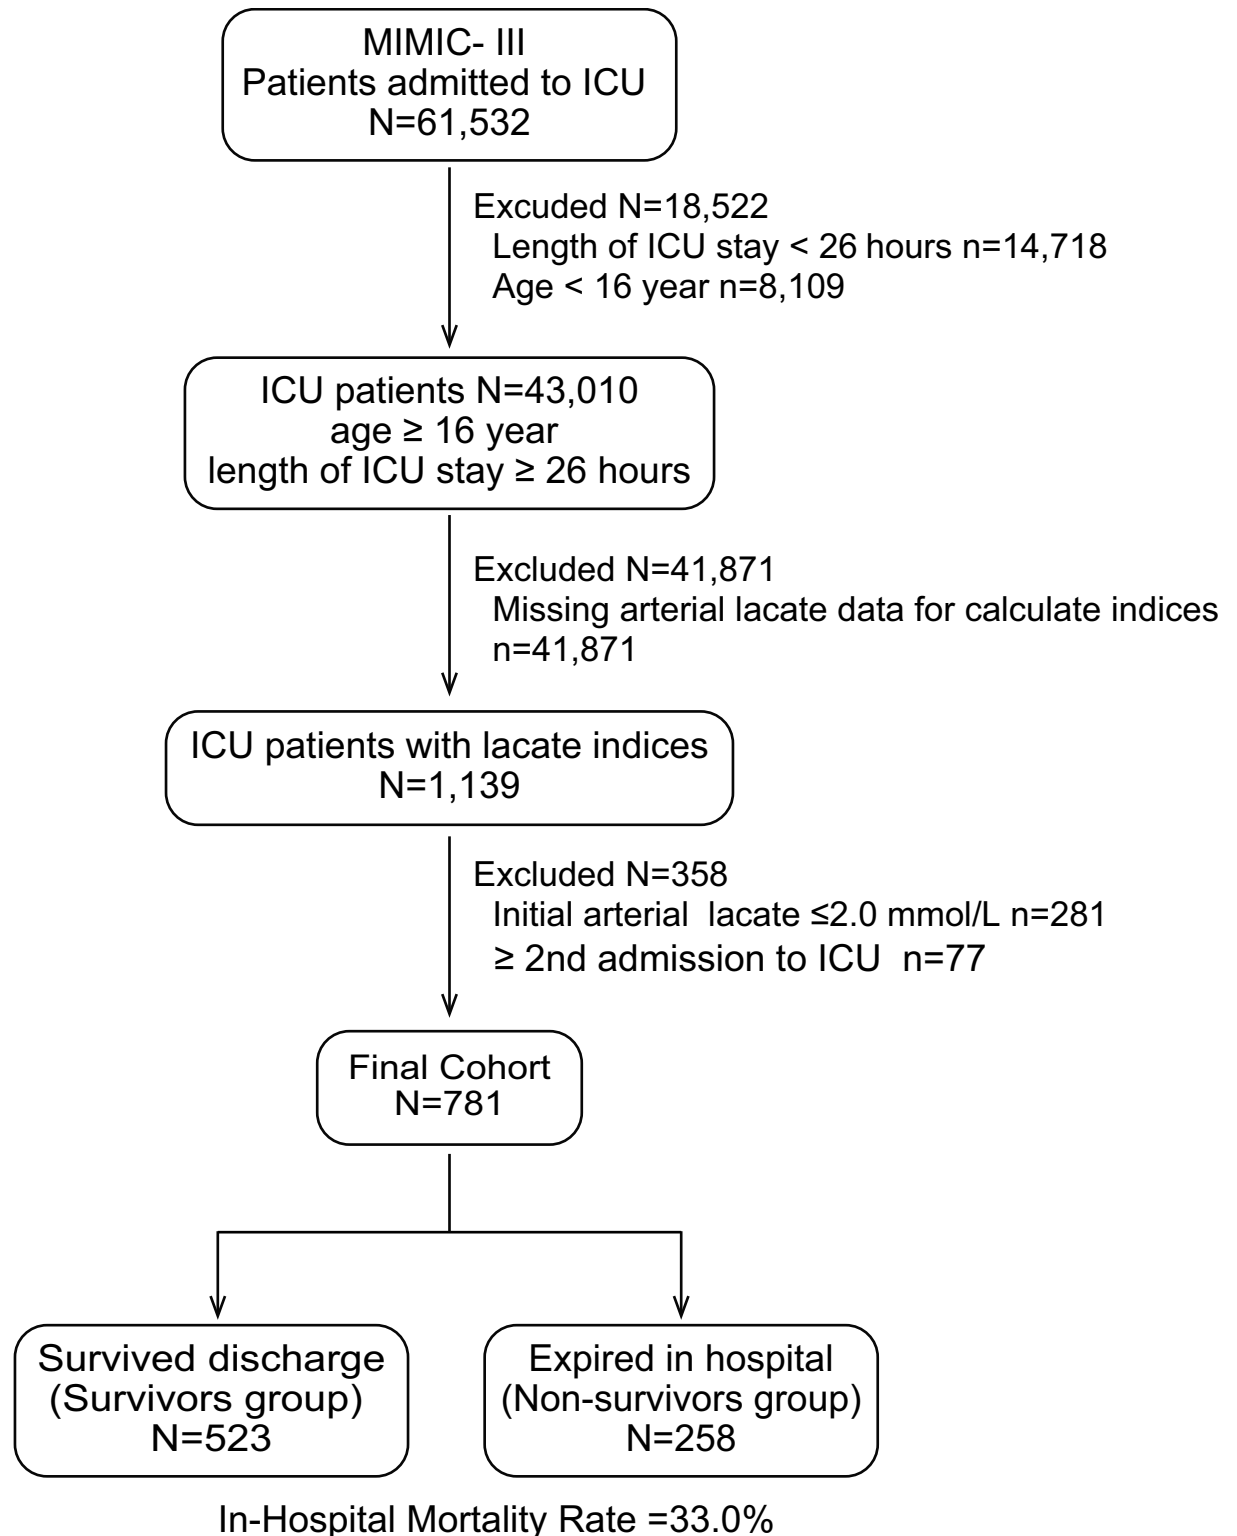 MIMIC- III
Patients admitted to ICU
N=61,532
Excuded N=18,522
Length of ICU stay < 26 hours n=14,718
Age < 16 year n=8,109
ICU patients N=43,010
age ≥ 16 year
length of ICU stay ≥ 26 hours
Excluded N=41,871
Missing arterial lacate data for calculate indices
n=41,871
ICU patients with lacate indices
N=1,139
Excluded N=358
Initial arterial  lacate ≤2.0 mmol/L n=281
≥ 2nd admission to ICU  n=77
Final Cohort
N=781
Survived discharge
(Survivors group)
N=523
Expired in hospital
(Non-survivors group)
N=258
In-Hospital Mortality Rate =33.0%